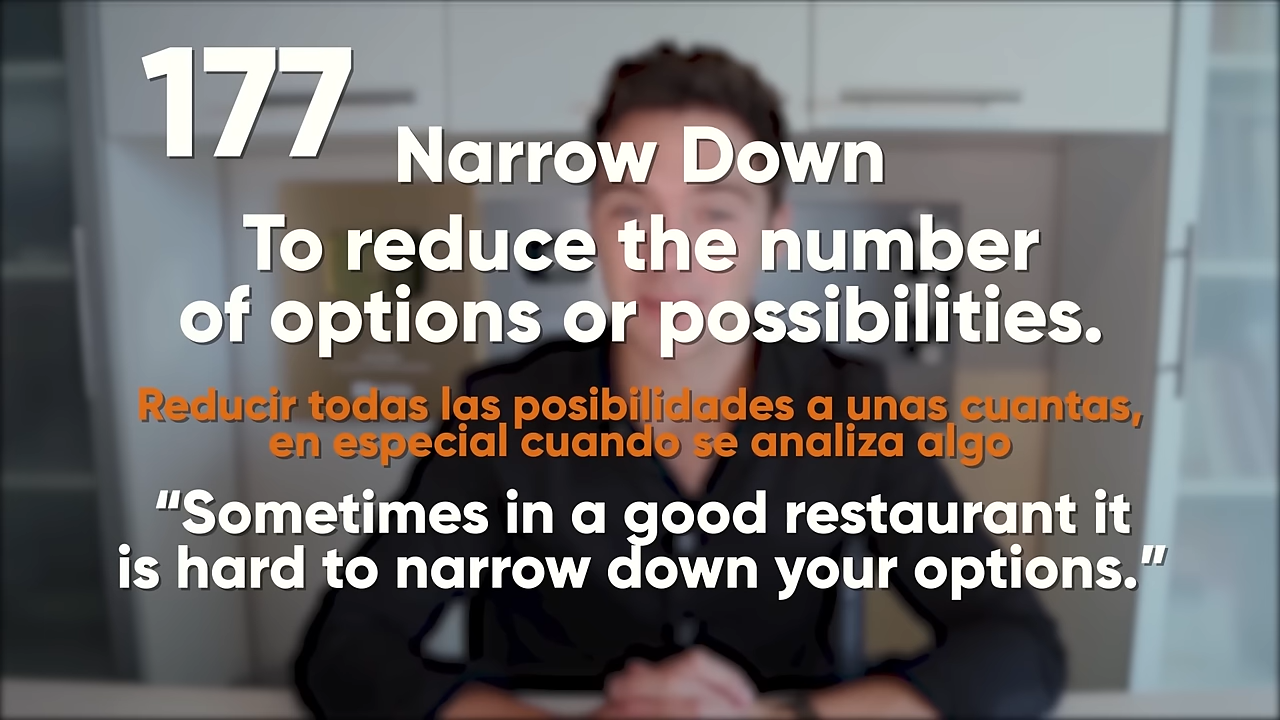 177
Narrow Down
To reduce the number
of options or possibilities.
Reducir todas las posibilidades a unas cuantas,
en especial cuando se analiza algo
“Sometimes in a good restaurant it
is hard to narrow down your options.”